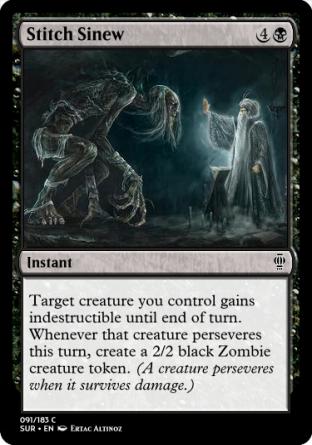 Stitch Sinew 4
Instant
Target creature you control gains
indestructible until end of turn.
Whenever that creature perseveres
this turn, create a 2/2 black Zombie
creature token. (A creature perseveres
when it survives damage.)
091/183 C
SUR • EN Ertac Altinoz